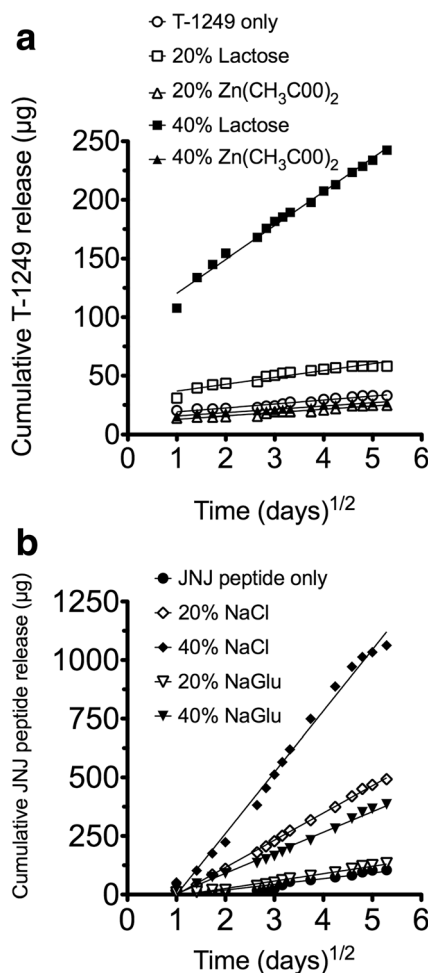 a
T-1249 only
20% Lactose
20% Zn(CH3C00)2
40% Lactose
40% Zn(CH3C00)2
Cumulative T-1249 release (µg)
250
200
150
100
50
0
0 1 2 3 4 5 6
Time (days)1/2
b
JNJ peptide only
20% NaCl
40% NaCl
20% NaGlu
40% NaGlu
Cumulative JNJ peptide release (µg)
1250
1000
750
500
250
0
0 1 2 3 4 5 6
Time (days)1/2